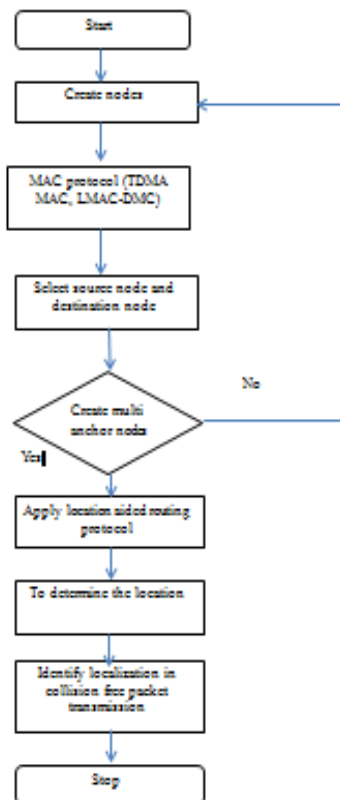 Start
Create nodes
MAC protocol (TDMA
MAC, LMAC-DMC)
Select source node and
destination node
No
Create multi
anchor nodes
Yes
Apply location aided routing
protocol
To determine the location
Identify localization in
collision free packet
transmission
Stop